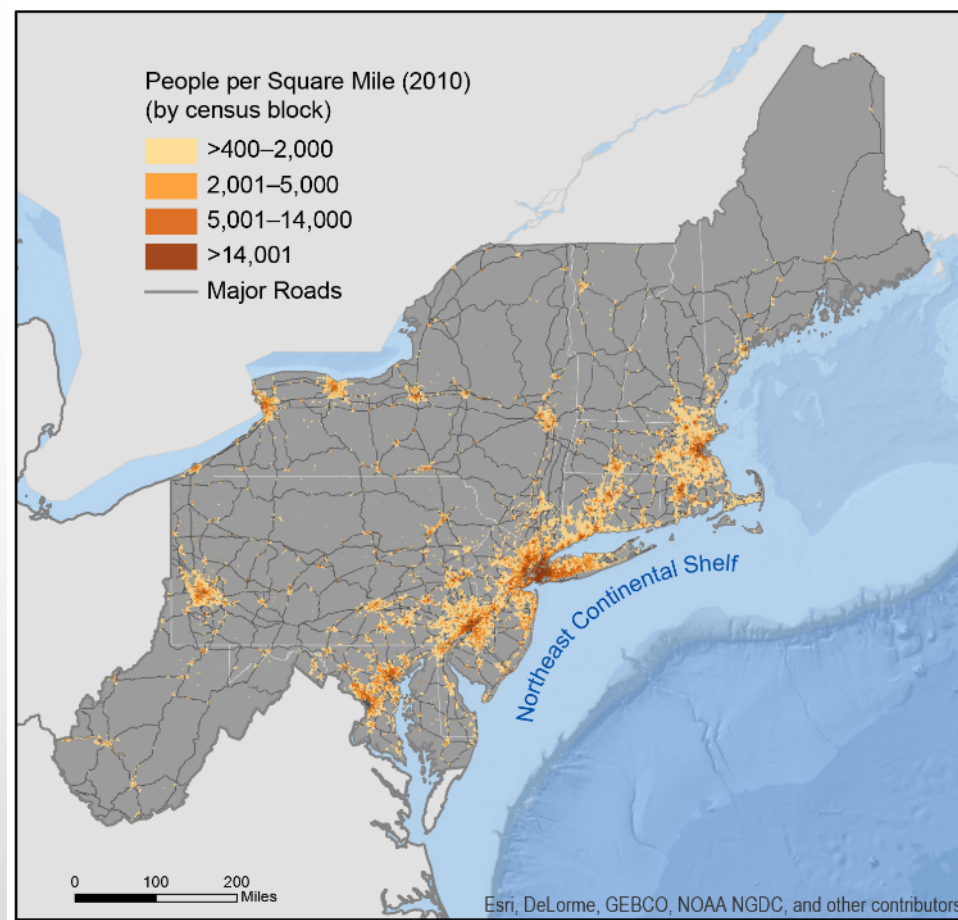 People per Square Mile (2010)
(by census block)
>400–2,000
2,001–5,000
5,001–14,000
>14,001
Major Roads
Northeast Continental Shelf
0 100 200
Miles
Esri, DeLorme, GEBCO, NOAA NGDC, and other contributors